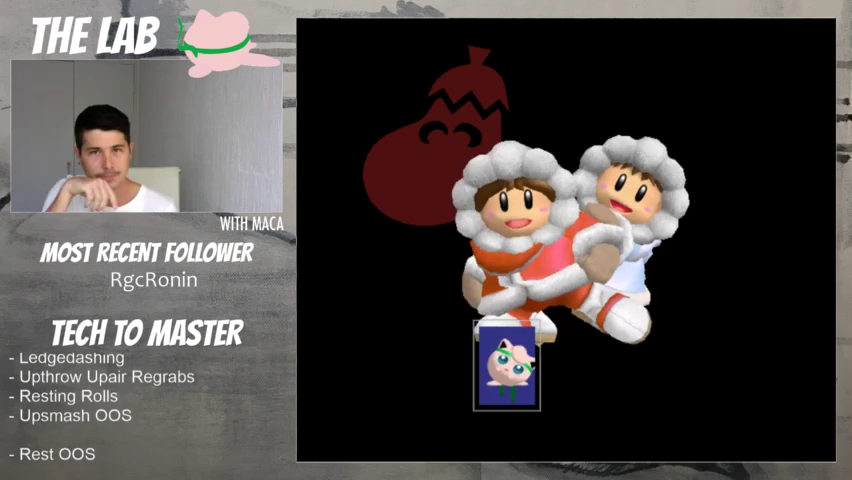 THE LAB
WITH MACA
MOST RECENT FOLLOWER
RgcRonin
TECH TO MASTER
- Ledgedashing
- Upthrow Upair Regrabs
- Resting Rolls
- Upsmash OOS
- Rest OOS